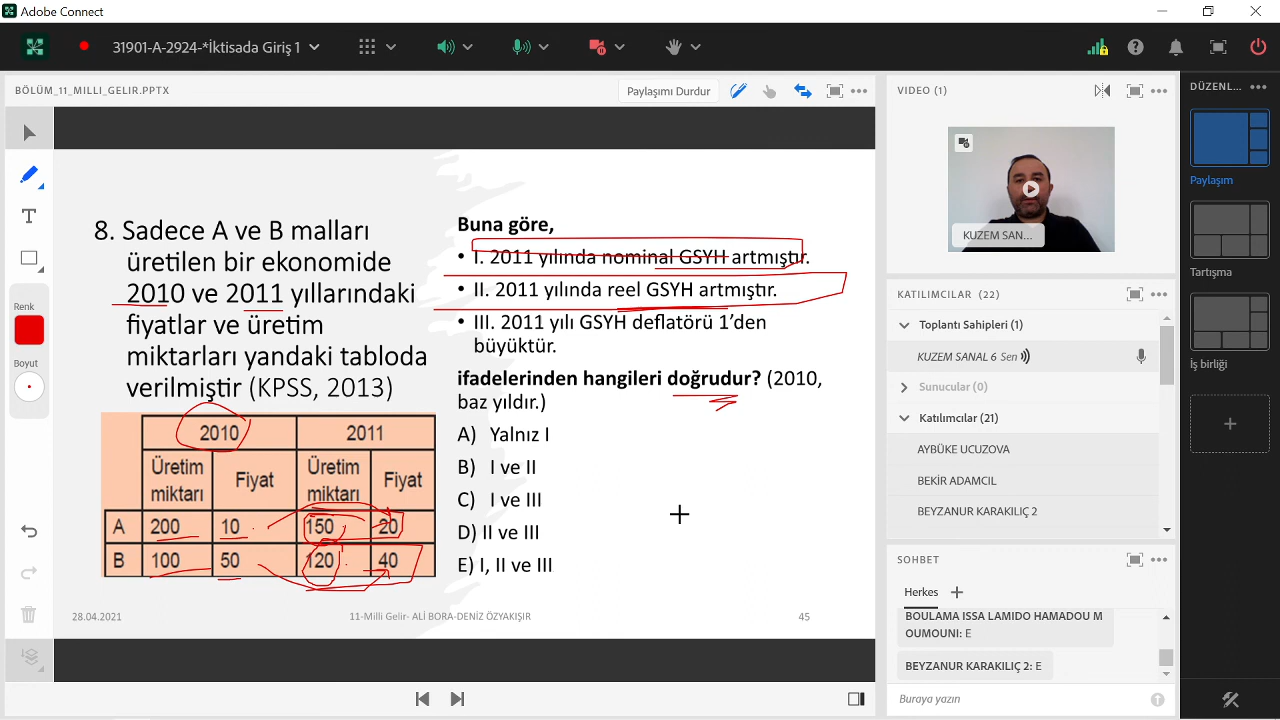 Adobe Connect
31901-A-2924-*İktisada Giriş 1
BÖLÜM_11_MILLI_GELIR.PPTX
Paylaşımı Durdur
8. Sadece A ve B malları
üretilen bir ekonomide
2010 ve 2011 yıllarındaki
fiyatlar ve üretim
miktarları yandaki tabloda
verilmiştir (KPSS, 2013)
2010 2011
Üretim miktarı Fiyat Üretim miktarı Fiyat
A 200 10 150 20
B 100 50 120 40
Buna göre,
• I. 2011 yılında nominal GSYH artmıştır.
• II. 2011 yılında reel GSYH artmıştır.
• III. 2011 yılı GSYH deflatörü 1’den
büyüktür.
ifadelerinden hangileri doğrudur? (2010,
baz yıldır.)
A) Yalnız I
B) I ve II
C) I ve III
D) II ve III
E) I, II ve III
28.04.2021
11-Milli Gelir- ALİ BORA-DENİZ ÖZYAKIŞIR
45
Renk
Boyut
VIDEO (1)
KUZEM SAN...
KATILIMCILAR (22)
Toplantı Sahipleri (1)
KUZEM SANAL 6 Sen
Sunucular (0)
Katılımcılar (21)
AYBÜKE UCUZOVA
BEKİR ADAMCIL
BEYZANUR KARAKILIÇ 2
SOHBET
Herkes
BOULAMA ISSA LAMIDO HAMADOU M
OUMOUNI: E
BEYZANUR KARAKILIÇ 2: E
Buraya yazın
DÜZENL...
Paylaşım
Tartışma
İş birliği